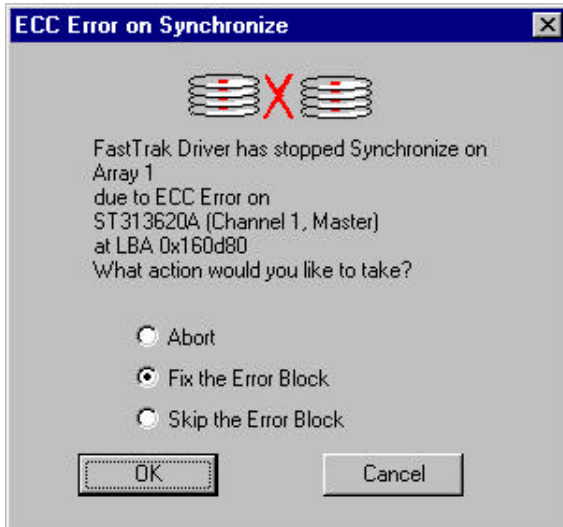 ECC Error on Synchronize
FastTrak Driver has stopped Synchronize on
Array 1
due to ECC Error on
ST313620A (Channel 1, Master)
at LBA 0x160d80
What action would you like to take?
Abort
Fix the Error Block
Skip the Error Block
OK Cancel